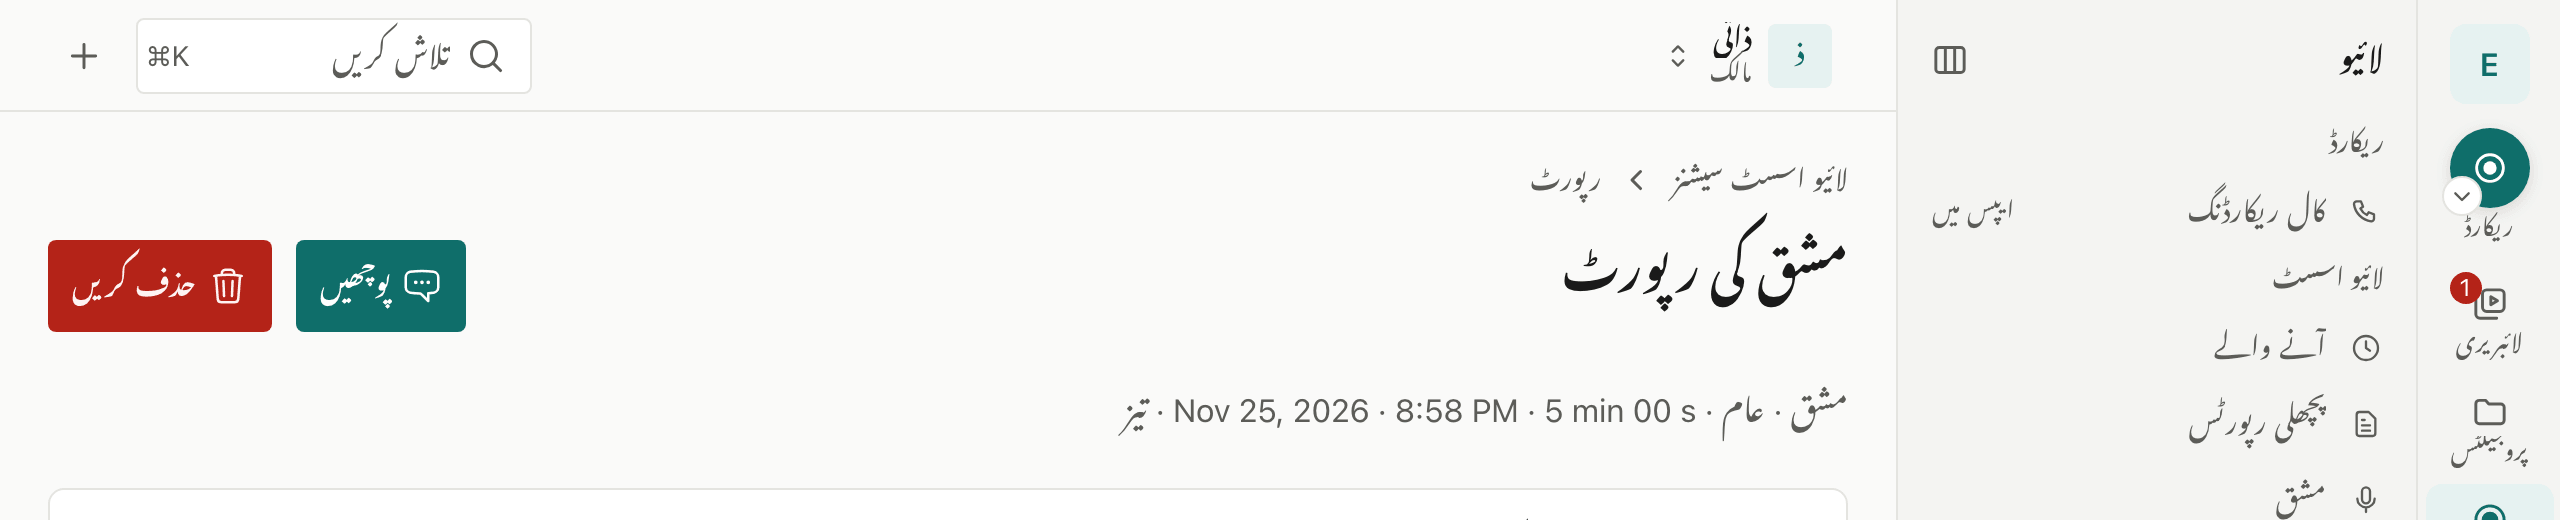 E
ریکارڈ
1
لائبریری
پروجیکٹس
لائیو
ریکارڈ
کال ریکارڈنگ
ایپس میں
لائیو اسسٹ
آنے والے
پچھلی رپورٹس
مشق
ذ
ذاتی
مالک
تلاش کریں
⌘K
لائیو اسسٹ سیشنز
رپورٹ
مشق کی رپورٹ
پوچھیں
حذف کریں
مشق · عام · Nov 25, 2026 · 8:58 PM · 5 min 00 s · تیز